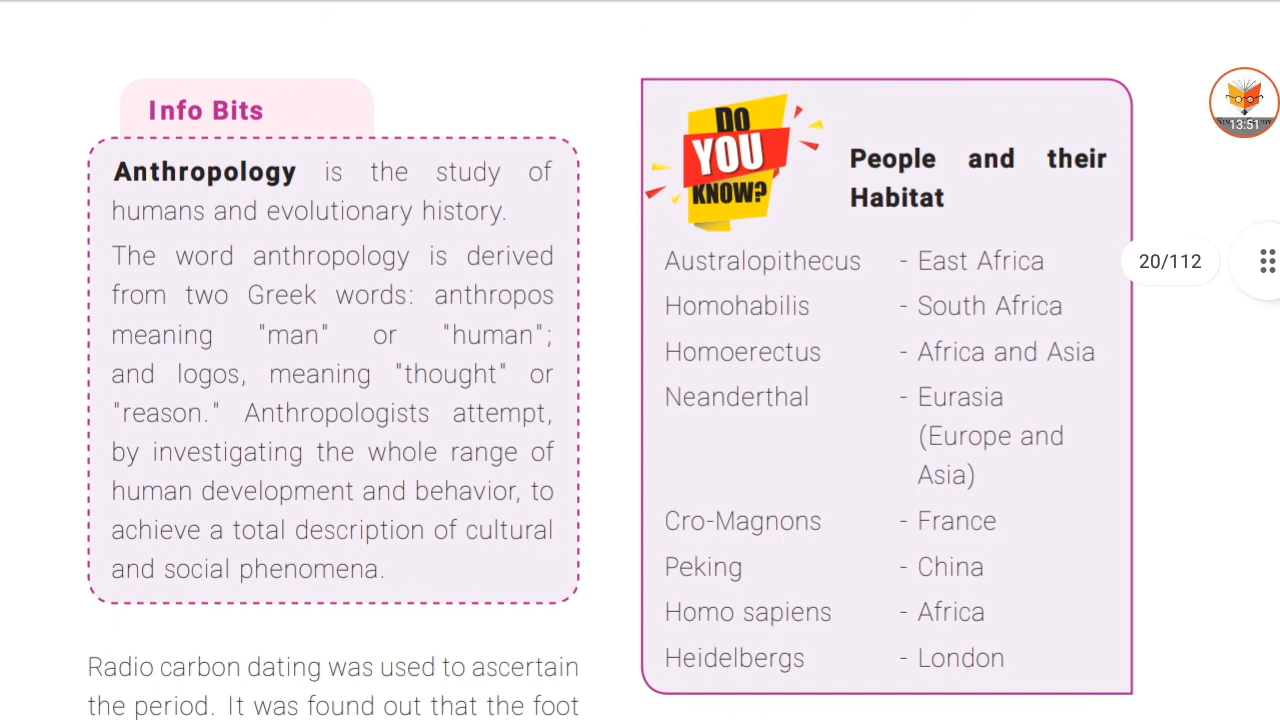 Info Bits
Anthropology is the study of
humans and evolutionary history.
The word anthropology is derived
from two Greek words: anthropos
meaning "man" or "human";
and logos, meaning "thought" or
"reason." Anthropologists attempt,
by investigating the whole range of
human development and behavior, to
achieve a total description of cultural
and social phenomena.
Radio carbon dating was used to ascertain
the period. It was found out that the foot
DO
YOU
KNOW?
People and their
Habitat
Australopithecus - East Africa
Homohabilis - South Africa
Homoerectus - Africa and Asia
Neanderthal - Eurasia
(Europe and
Asia)
Cro-Magnons - France
Peking - China
Homo sapiens - Africa
Heidelbergs - London
13:51
20/112